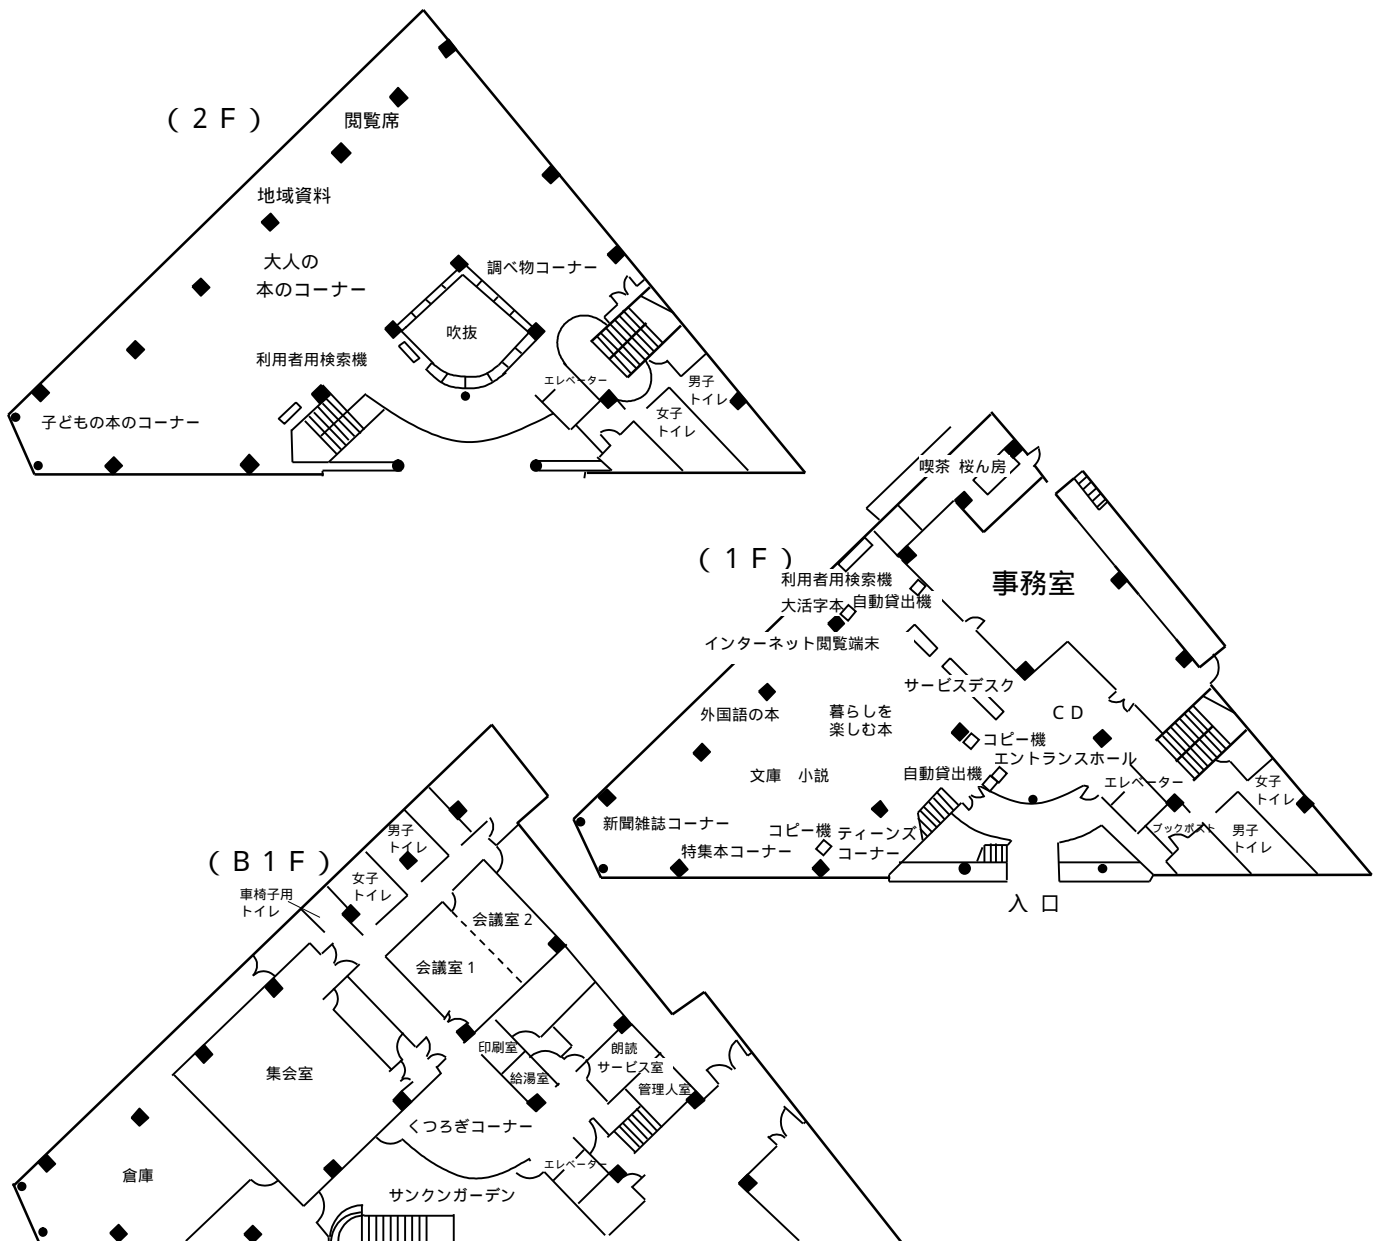 (２Ｆ)
閲覧席
地域資料
大人の
本のコーナー
調べ物コーナー
吹抜
利用者用検索機
エレベーター
男子
トイレ
女子
トイレ
子どもの本のコーナー
(１Ｆ)
喫茶 桜ん房
事務室
利用者用検索機
大活字本
自動貸出機
インターネット閲覧端末
サービスデスク
外国語の本
暮らしを
楽しむ本
ＣＤ
コピー機
エントランスホール
文庫　小説
自動貸出機
エレベーター
女子
トイレ
新聞雑誌コーナー
コピー機
ティーンズ
コーナー
ブックポスト
男子
トイレ
特集本コーナー
入 口
(Ｂ１Ｆ)
男子
トイレ
女子
トイレ
車椅子用
トイレ
会議室２
会議室１
印刷室
朗読
サービス室
集会室
給湯室
管理人室
くつろぎコーナー
エレベーター
倉庫
サンクンガーデン